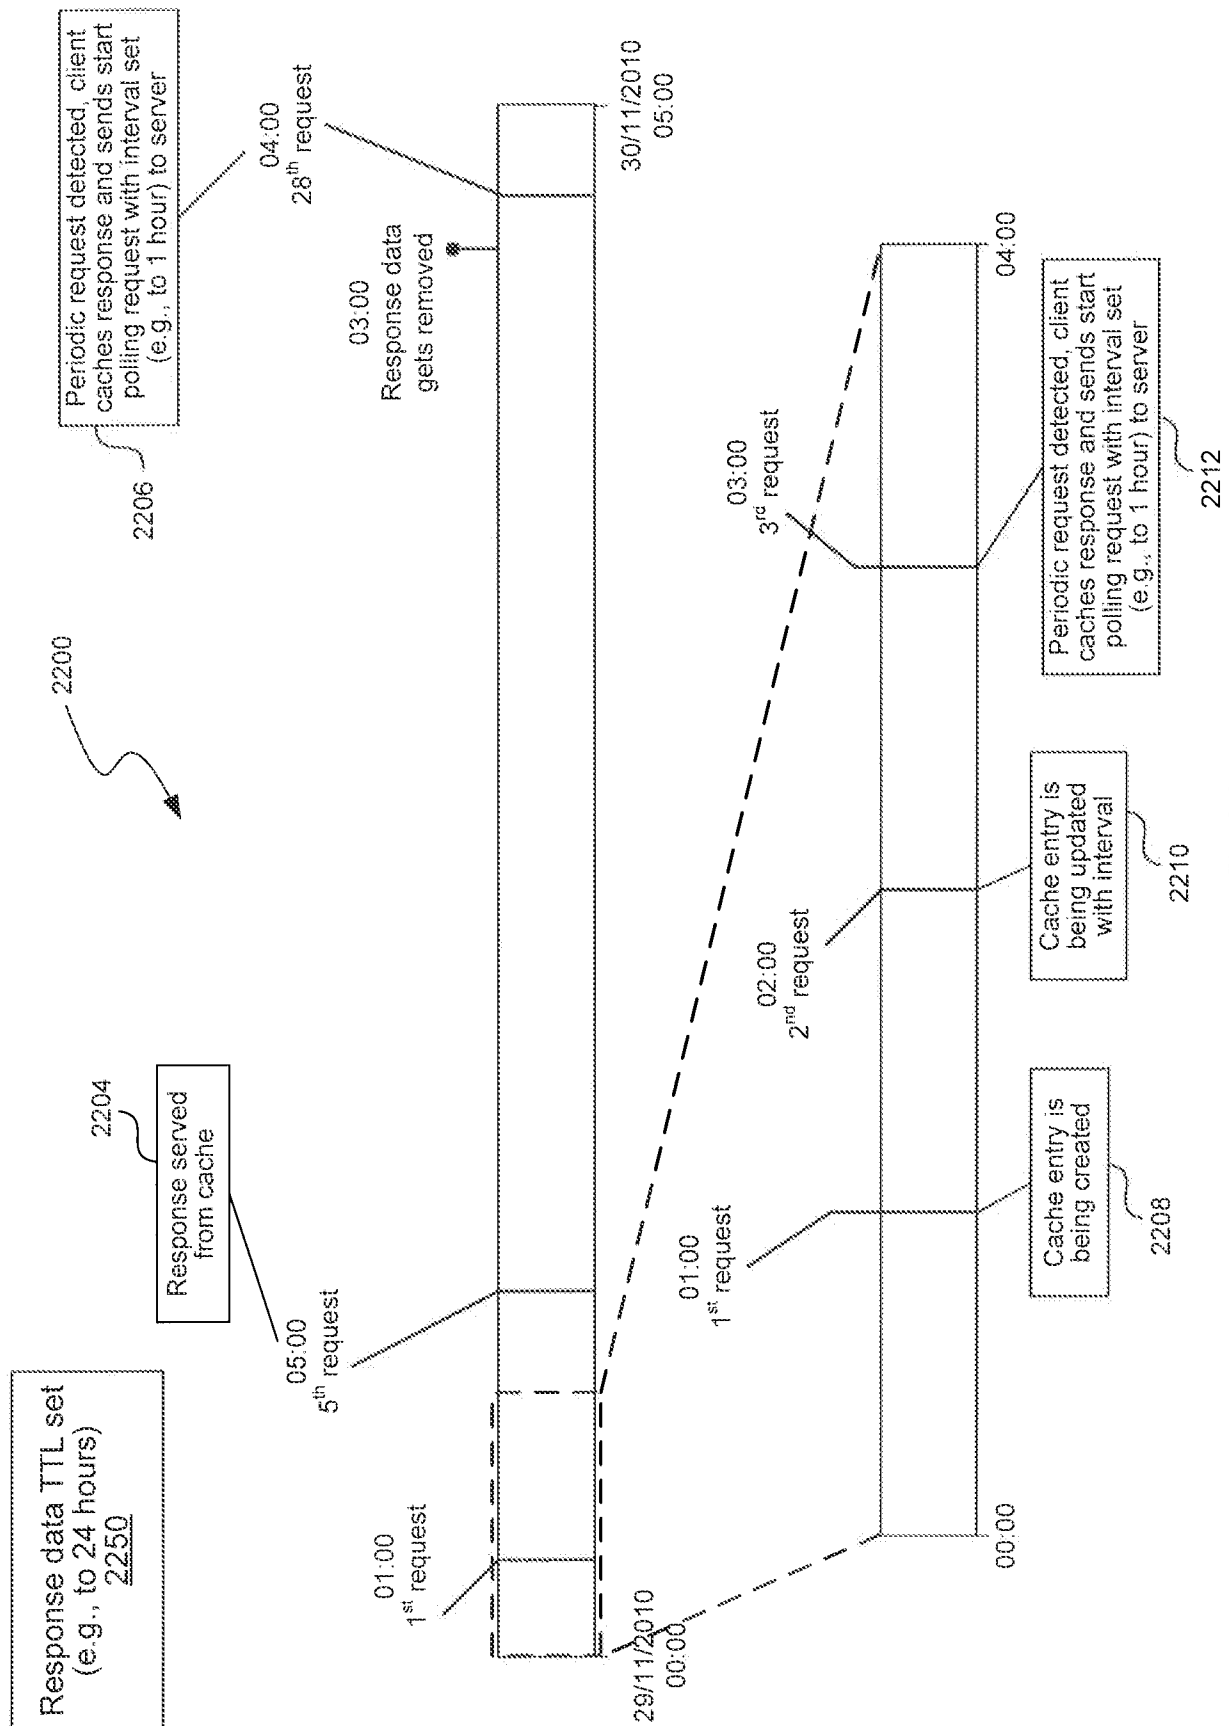 Response data TTL set
(e.g., to 24 hours)
2250
2204
Response served
from cache
2200
2206
Periodic request detected, client
caches response and sends start
polling request with interval set
(e.g., to 1 hour) to server
01:00
1st request
05:00
5th request
03:00
Response data
gets removed
04:00
28th request
29/11/2010
00:00
30/11/2010
05:00
01:00
1st request
02:00
2nd request
03:00
3rd request
00:00
04:00
Cache entry is
being created
2208
Cache entry is
being updated
with interval
2210
Periodic request detected, client
caches response and sends start
polling request with interval set
(e.g., to 1 hour) to server
2212